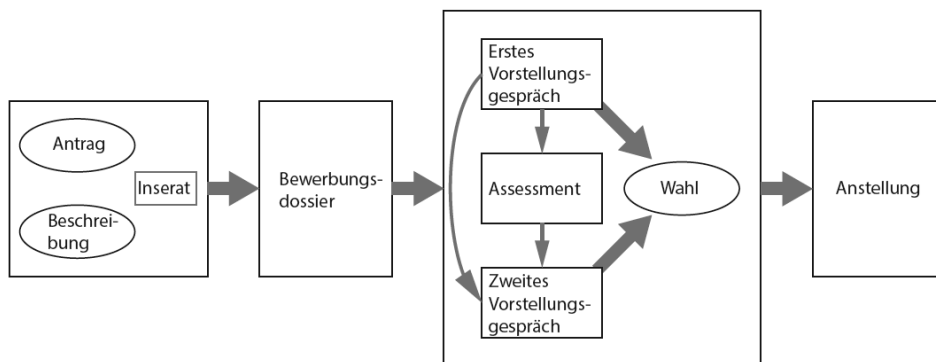 Antrag
Inserat
Beschrei-
bung
Bewerbungs-
dossier
Erstes
Vorstellungs-
gespräch
Assessment
Zweites
Vorstellungs-
gespräch
Wahl
Anstellung